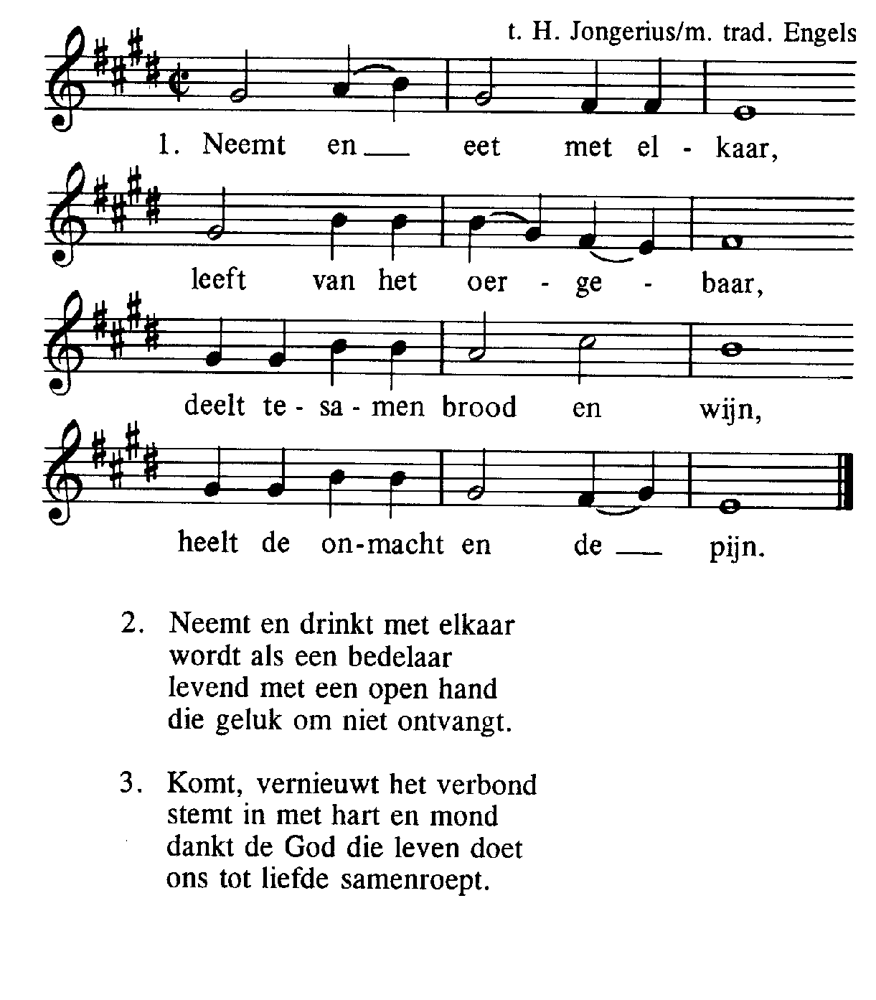 t. H. Jongerius/m. trad. Engels
1. Neemt en__ eet met el - kaar,
leeft van het oer - ge - baar,
deelt te - sa - men brood en wijn,
heelt de on-macht en de __ pijn.
2. Neemt en drinkt met elkaar
wordt als een bedelaar
levend met een open hand
die geluk om niet ontvangt.
3. Komt, vernieuwt het verbond
stemt in met hart en mond
dankt de God die leven doet
ons tot liefde samenroept.